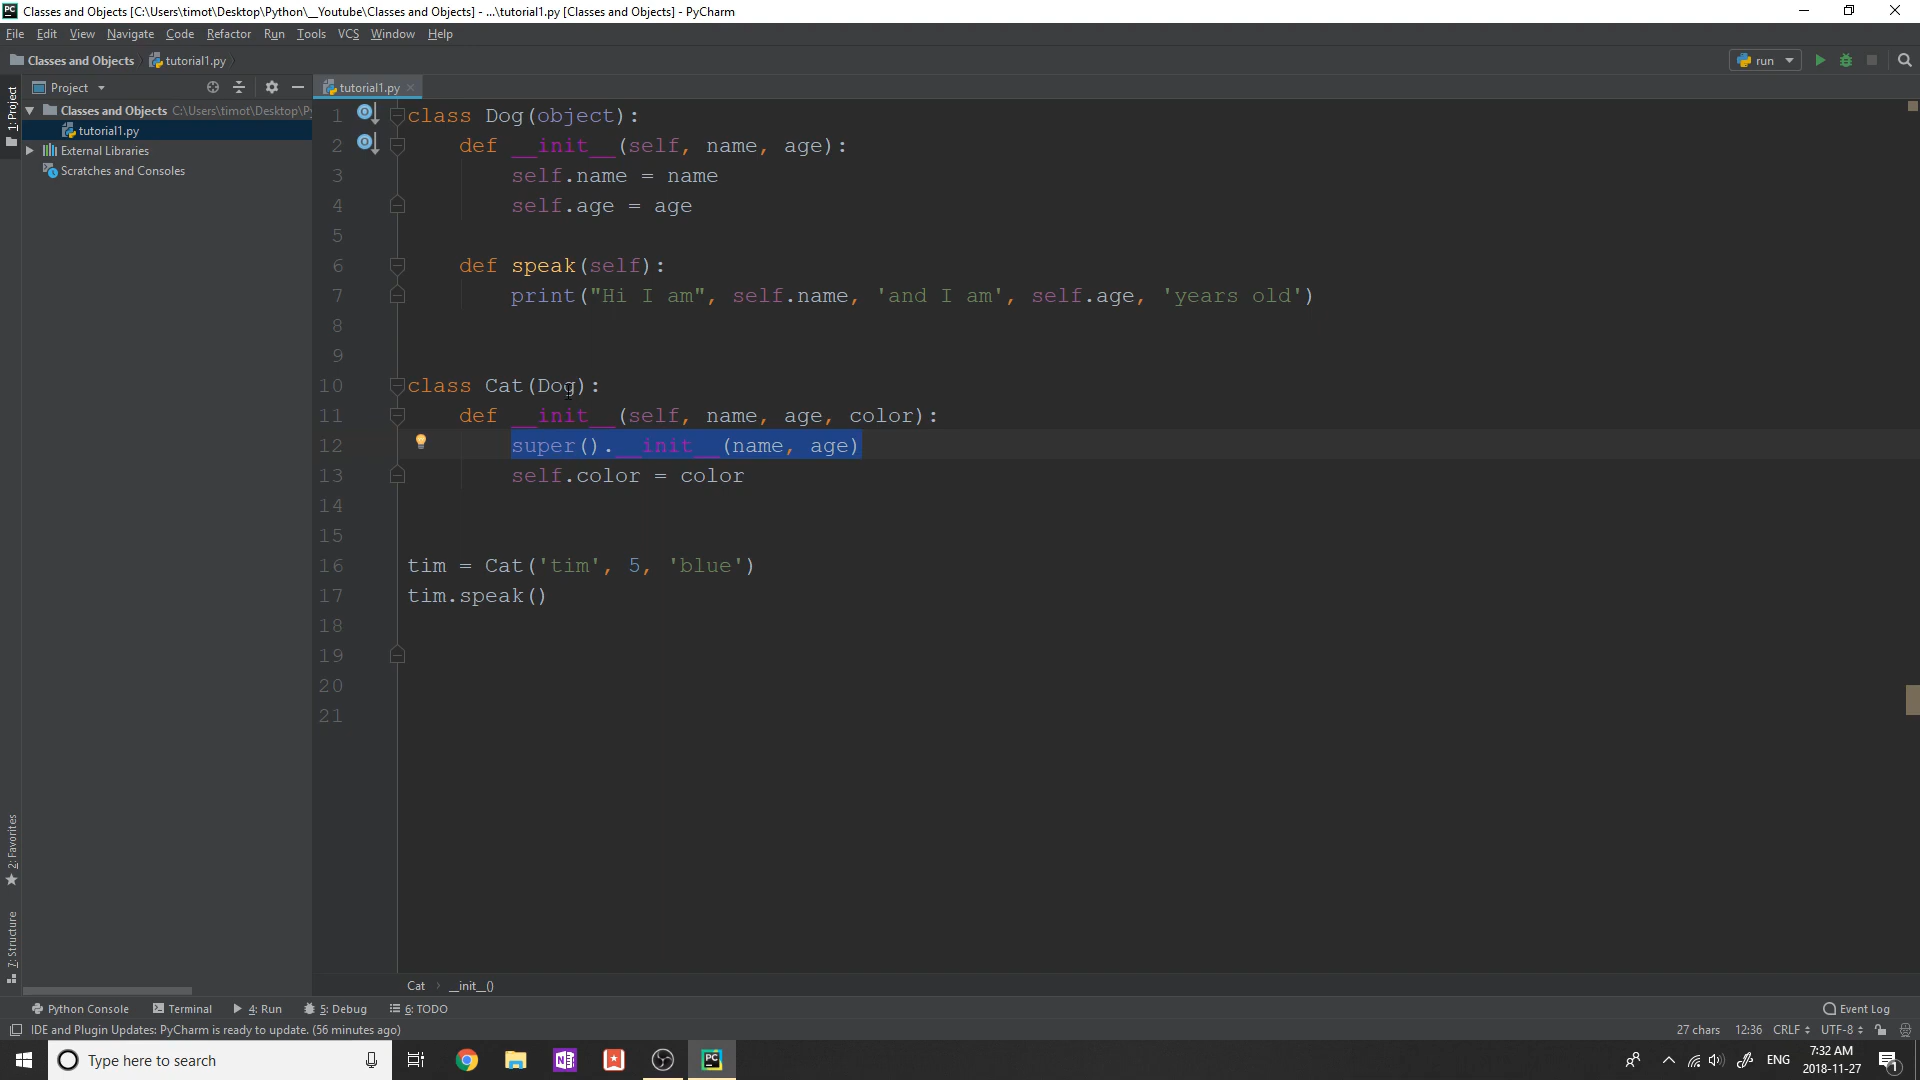 Classes and Objects [C:\Users\timot\Desktop\Python\__Youtube\Classes and Objects] - ...\tutorial1.py [Classes and Objects] - PyCharm
File Edit View Navigate Code Refactor Run Tools VCS Window Help
Classes and Objects tutorial1.py run
1: Project
Project
tutorial1.py
Classes and Objects C:\Users\timot\Desktop\Py
tutorial1.py
External Libraries
Scratches and Consoles
1 class Dog(object):
2 def __init__(self, name, age):
3 self.name = name
4 self.age = age
5
6 def speak(self):
7 print("Hi I am", self.name, 'and I am', self.age, 'years old')
8
9
10 class Cat(Dog):
11 def __init__(self, name, age, color):
12 super().__init__(name, age)
13 self.color = color
14
15
16 tim = Cat('tim', 5, 'blue')
17 tim.speak()
18
19
20
21
2: Favorites
7: Structure
Cat __init__()
Python Console Terminal 4: Run 5: Debug 6: TODO Event Log
IDE and Plugin Updates: PyCharm is ready to update. (56 minutes ago) 27 chars 12:36 CRLF UTF-8
Type here to search ENG 7:32 AM
2018-11-27 1